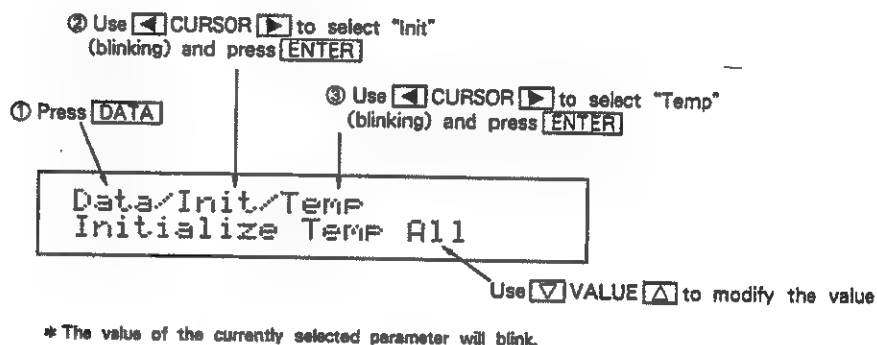 ② Use ◀ CURSOR ▶ to select "Init"
(blinking) and press ENTER
③ Use ◀ CURSOR ▶ to select "Temp"
(blinking) and press ENTER
① Press DATA
Data/Init/Temp
Initialize Temp All
Use ▽ VALUE △ to modify the value
* The value of the currently selected parameter will blink.